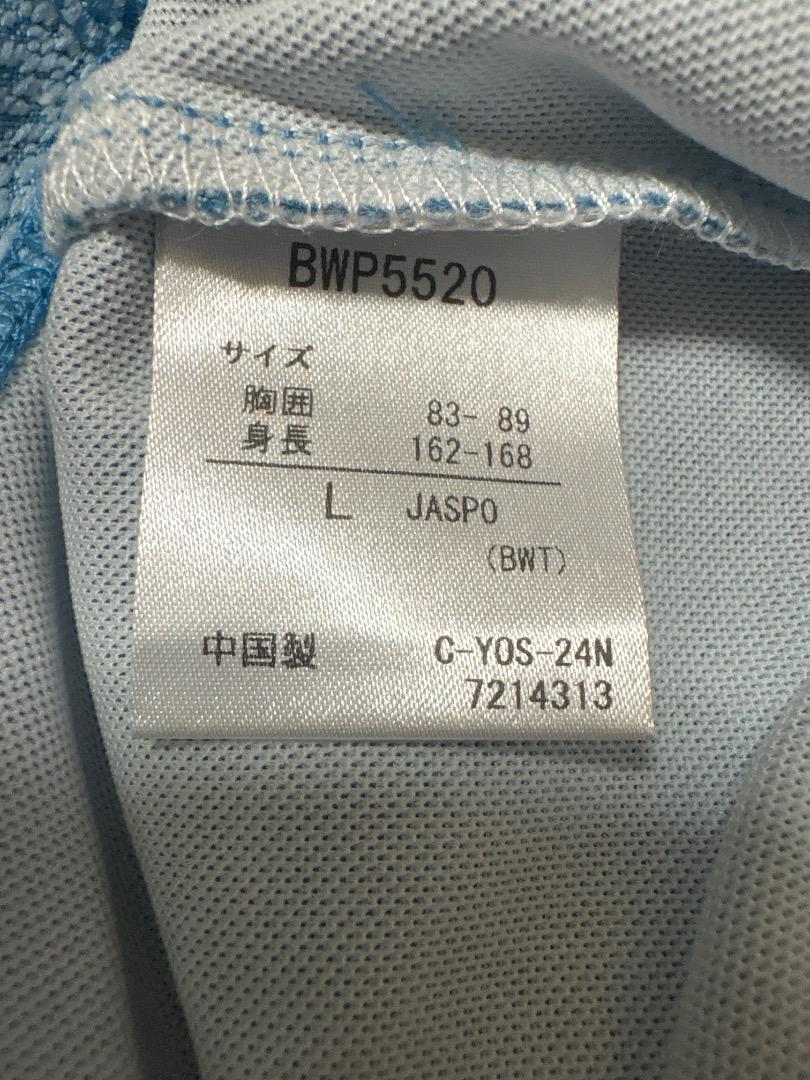 BWP5520
サイズ
胸囲 83- 89
身長 162-168
L JASPO
(BWT)
中国製 C-YOS-24N
7214313